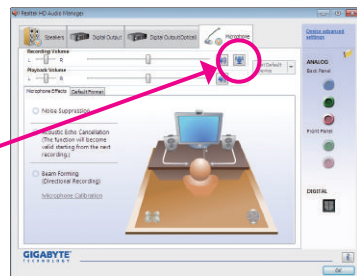 Realtek HD Audio Manager
Speakers
Digital Output
Digital Output(Optical)
Microphone
Device advanced
settings
Recording Volume
L
R
Set Default
Device
Playback Volume
L
R
ANALOG
Back Panel
Microphone Effects
Default Format
Noise Suppression
Acoustic Echo Cancellation
(The function will become
valid starting from the next
recording.)
Front Panel
Beam Forming
(Directional Recording)
Microphone Calibration
DIGITAL
GIGABYTE
TECHNOLOGY
OK